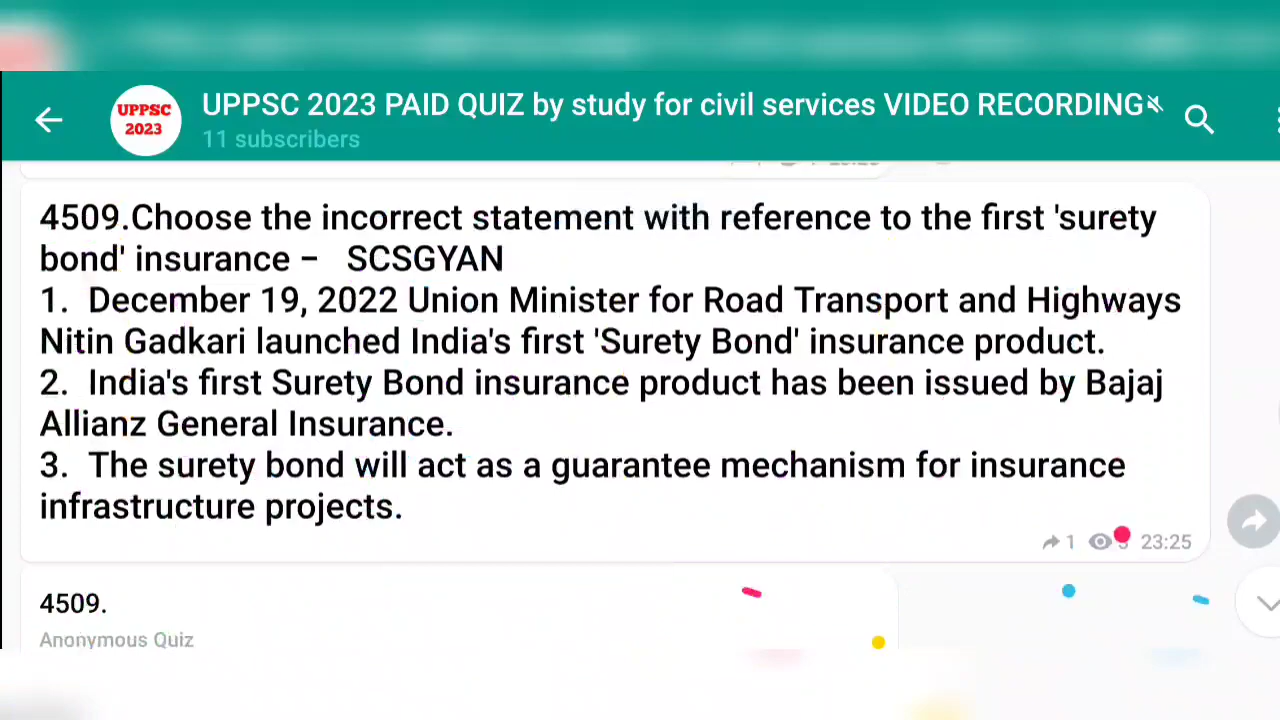 UPPSC 2023 PAID QUIZ by study for civil services VIDEO RECORDING
UPPSC
2023
11 subscribers
4509.Choose the incorrect statement with reference to the first 'surety
bond' insurance – SCSGYAN
1. December 19, 2022 Union Minister for Road Transport and Highways
Nitin Gadkari launched India's first 'Surety Bond' insurance product.
2. India's first Surety Bond insurance product has been issued by Bajaj
Allianz General Insurance.
3. The surety bond will act as a guarantee mechanism for insurance
infrastructure projects.
1 23:25
4509.
Anonymous Quiz